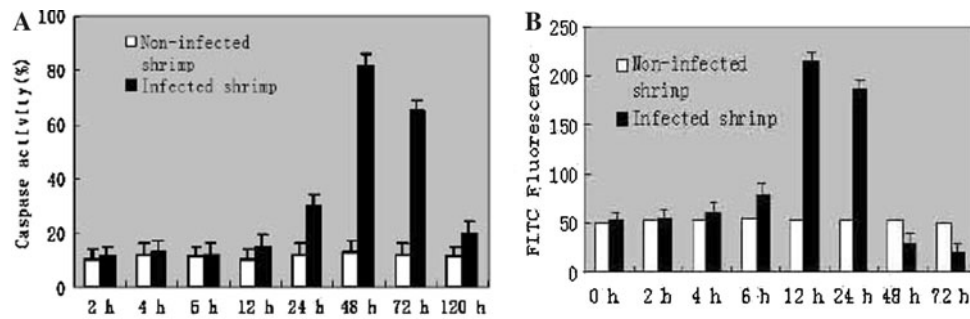 A
Caspase activity(%)
100
80
60
40
20
0
Non-infected
shrimp
Infected shrimp
2 h 4 h 6 h 12 h 24 h 48 h 72 h 120 h
B
FITC Fluorescence
250
200
150
100
50
0
Non-infected
shrimp
Infected shrimp
0 h 2 h 4 h 6 h 12 h 24 h 48 h 72 h